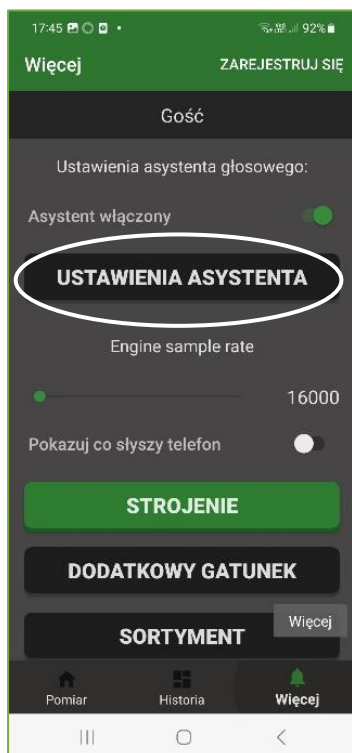 17:45 92%
Więcej ZAREJESTRUJ SIĘ
Gość
Ustawienia asystenta głosowego:
Asystent włączony
USTAWIENIA ASYSTENTA
Engine sample rate
16000
Pokazuj co słyszy telefon
STROJENIE
DODATKOWY GATUNEK
SORTYMENT
Więcej
Pomiar Historia Więcej